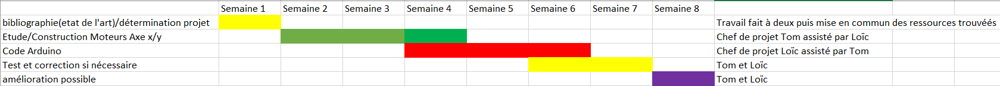 Semaine 1 Semaine 2 Semaine 3 Semaine 4 Semaine 5 Semaine 6 Semaine 7 Semaine 8
bibliographie(etat de l'art)/détermination projet Travail fait à deux puis mise en commun des ressources trouvéés
Etude/Construction Moteurs Axe x/y Chef de projet Tom assisté par Loïc
Code Arduino Chef de projet Loïc assisté par Tom
Test et correction si nécessaire Tom et Loïc
amélioration possible Tom et Loïc